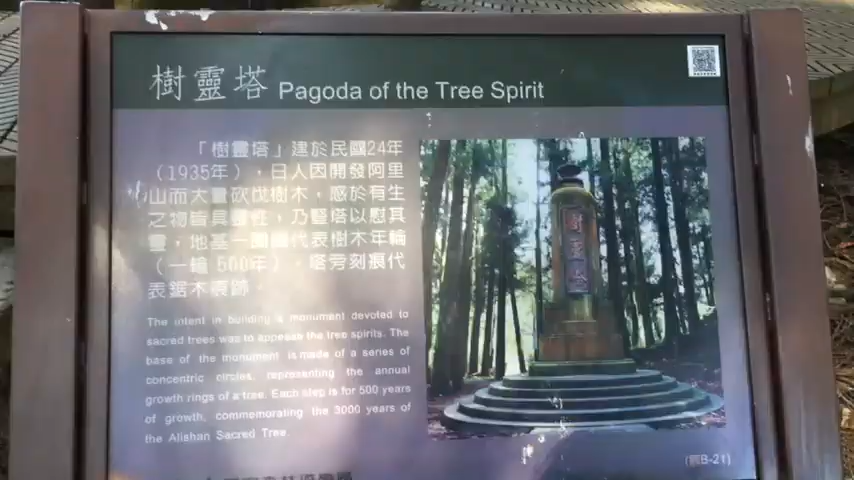 樹靈塔 Pagoda of the Tree Spirit
「樹靈塔」建於民國24年
（1935年），日人因開發阿里
山而大量砍伐樹木，感於有生
之物皆具靈性，乃豎塔以慰其
靈，地基一圈圈代表樹木年輪
（一輪 500年），塔旁刻痕代
表鋸木痕跡。
The intent in building a monument devoted to
sacred trees was to appease the tree spirits. The
base of the monument is made of a series of
concentric circles, representing the annual
growth rings of a tree. Each step is for 500 years
of growth, commemorating the 3000 years of
the Alishan Sacred Tree.
樹靈塔
B-21)